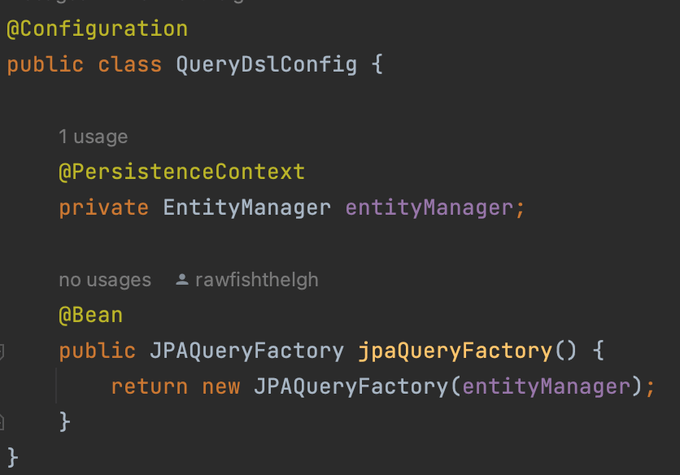 @Configuration
public class QueryDslConfig {
1 usage
@PersistenceContext
private EntityManager entityManager;
no usages rawfishthelgh
@Bean
public JPAQueryFactory jpaQueryFactory() {
return new JPAQueryFactory(entityManager);
}
}